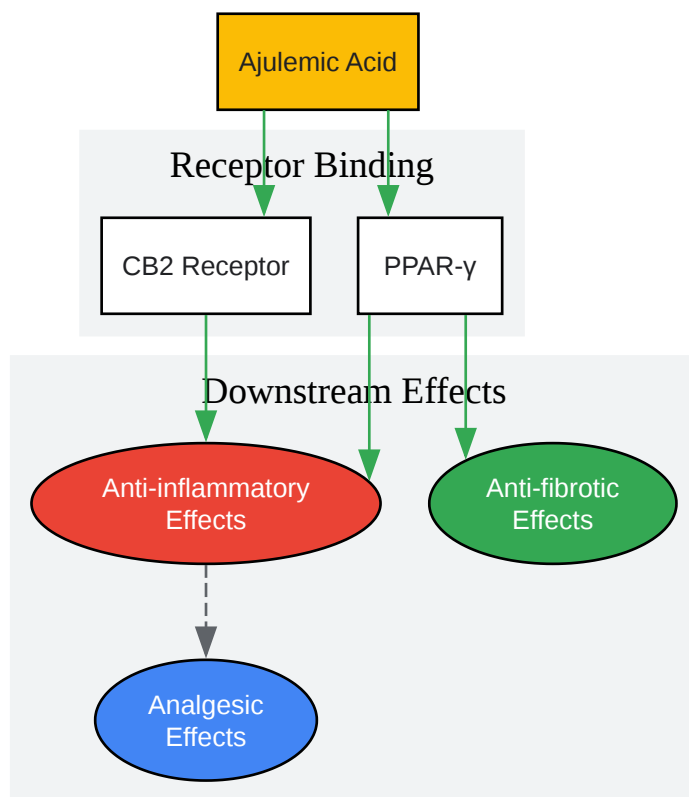 Ajulemic Acid
Receptor Binding
CB2 Receptor
PPAR-γ
Downstream Effects
Anti-inflammatory
Effects
Anti-fibrotic
Effects
Analgesic
Effects